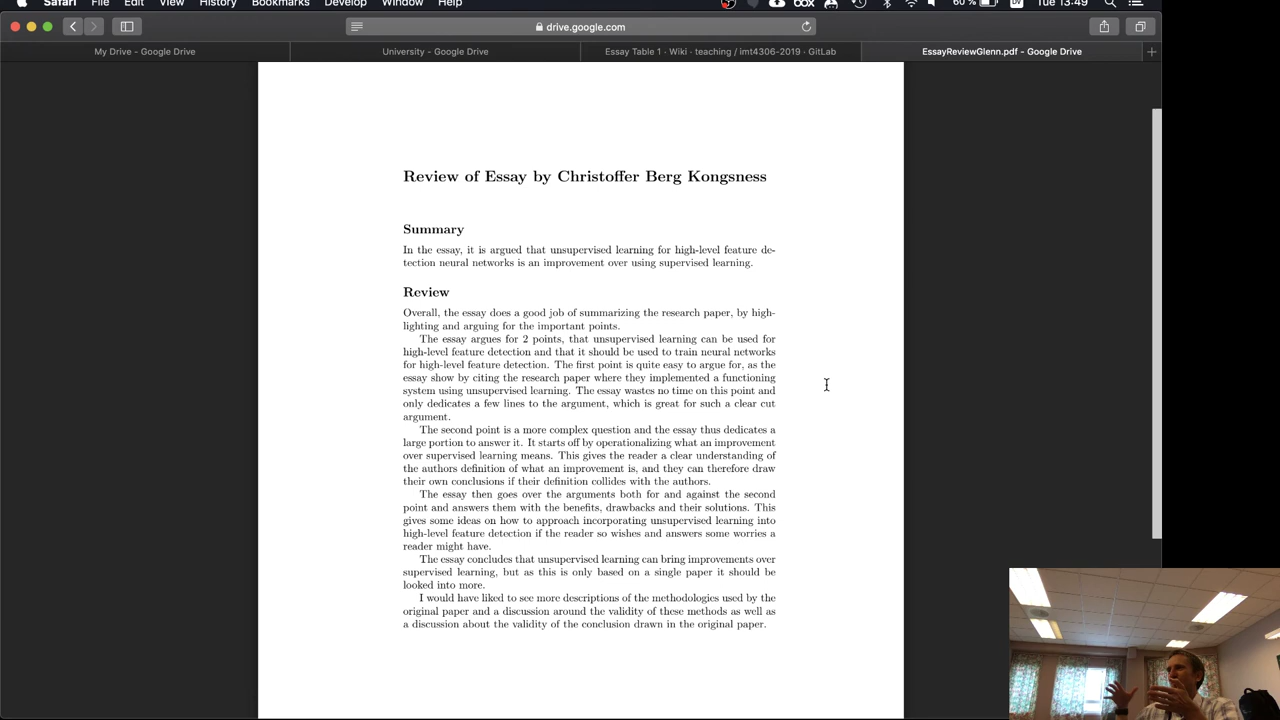 Safari File Edit View History Bookmarks Develop Window Help
box 60 % DV Tue 13:49
drive.google.com
My Drive - Google Drive
University - Google Drive
Essay Table 1 · Wiki · teaching / imt4306-2019 · GitLab
EssayReviewGlenn.pdf - Google Drive
Review of Essay by Christoffer Berg Kongsness
Summary
In the essay, it is argued that unsupervised learning for high-level feature de-
tection neural networks is an improvement over using supervised learning.
Review
Overall, the essay does a good job of summarizing the research paper, by high-
lighting and arguing for the important points.
The essay argues for 2 points, that unsupervised learning can be used for
high-level feature detection and that it should be used to train neural networks
for high-level feature detection. The first point is quite easy to argue for, as the
essay show by citing the research paper where they implemented a functioning
system using unsupervised learning. The essay wastes no time on this point and
only dedicates a few lines to the argument, which is great for such a clear cut
argument.
The second point is a more complex question and the essay thus dedicates a
large portion to answer it. It starts off by operationalizing what an improvement
over supervised learning means. This gives the reader a clear understanding of
the authors definition of what an improvement is, and they can therefore draw
their own conclusions if their definition collides with the authors.
The essay then goes over the arguments both for and against the second
point and answers them with the benefits, drawbacks and their solutions. This
gives some ideas on how to approach incorporating unsupervised learning into
high-level feature detection if the reader so wishes and answers some worries a
reader might have.
The essay concludes that unsupervised learning can bring improvements over
supervised learning, but as this is only based on a single paper it should be
looked into more.
I would have liked to see more descriptions of the methodologies used by the
original paper and a discussion around the validity of these methods as well as
a discussion about the validity of the conclusion drawn in the original paper.